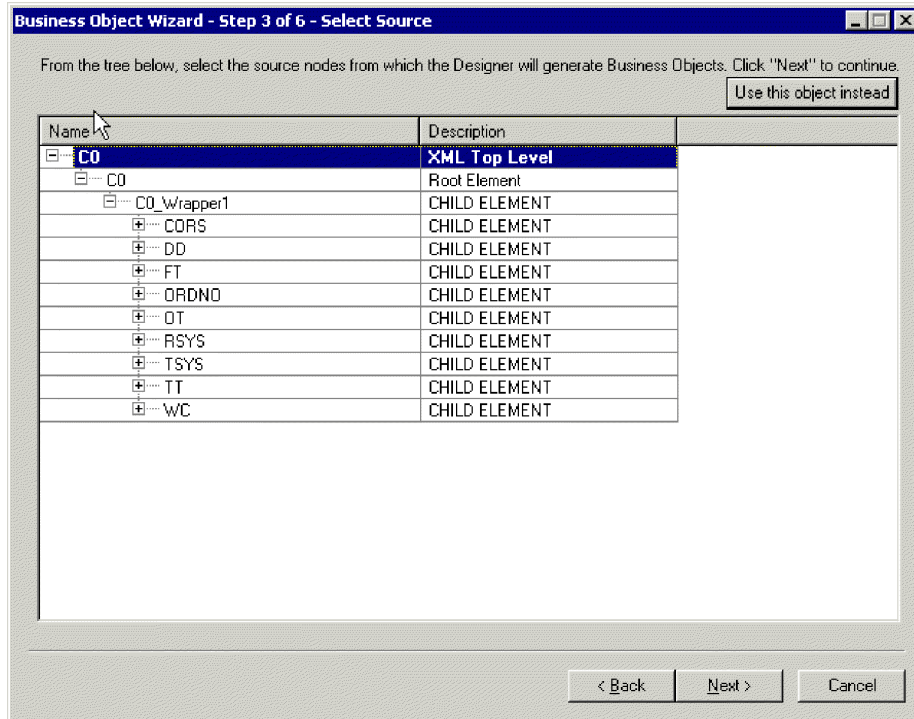 Business Object Wizard - Step 3 of 6 - Select Source
From the tree below, select the source nodes from which the Designer will generate Business Objects. Click "Next" to continue.
Use this object instead
Name Description
C0 XML Top Level
C0 Root Element
C0_Wrapper1 CHILD ELEMENT
CORS CHILD ELEMENT
DD CHILD ELEMENT
FT CHILD ELEMENT
ORDNO CHILD ELEMENT
OT CHILD ELEMENT
RSYS CHILD ELEMENT
TSYS CHILD ELEMENT
TT CHILD ELEMENT
WC CHILD ELEMENT
< Back Next > Cancel